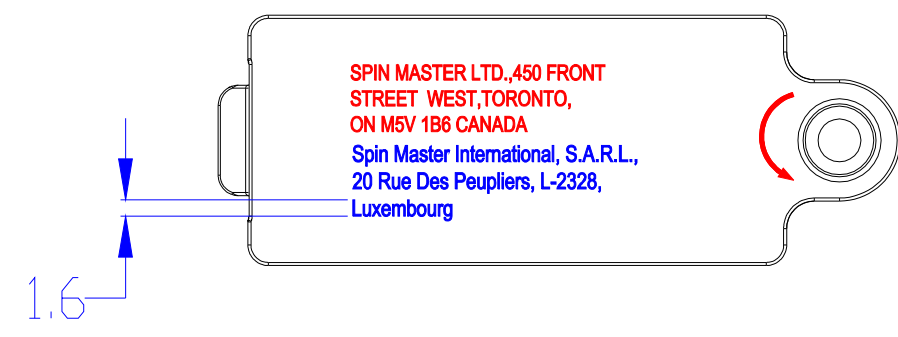 SPIN MASTER LTD.,450 FRONT
STREET WEST,TORONTO,
ON M5V 1B6 CANADA
Spin Master International, S.A.R.L.,
20 Rue Des Peupliers, L-2328,
Luxembourg
1.6